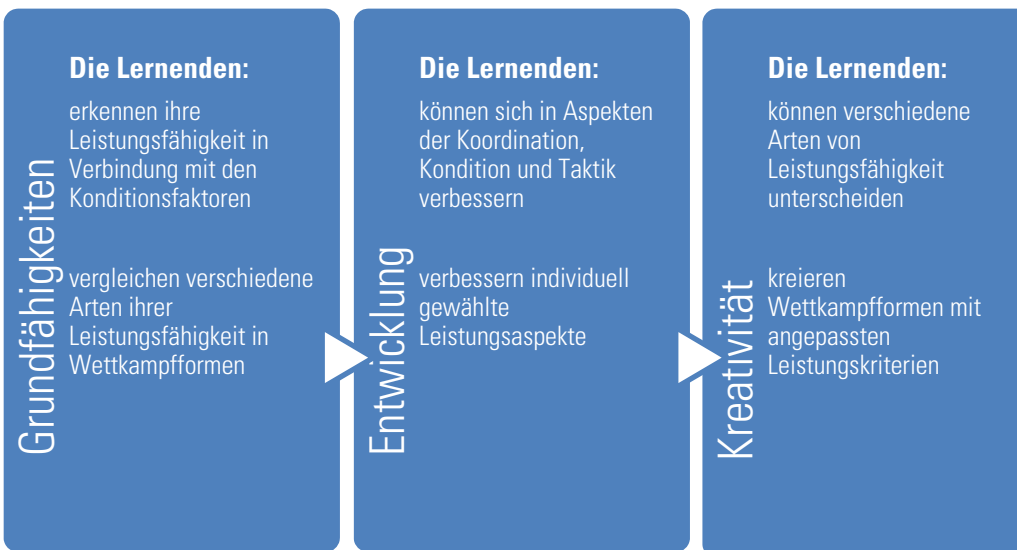 Grundfähigkeiten
Die Lernenden:
erkennen ihre
Leistungsfähigkeit in
Verbindung mit den
Konditionsfaktoren
vergleichen verschiedene
Arten ihrer
Leistungsfähigkeit in
Wettkampfformen
Entwicklung
Die Lernenden:
können sich in Aspekten
der Koordination,
Kondition und Taktik
verbessern
verbessern individuell
gewählte
Leistungsaspekte
Kreativität
Die Lernenden:
können verschiedene
Arten von
Leistungsfähigkeit
unterscheiden
kreieren
Wettkampfformen mit
angepassten
Leistungskriterien